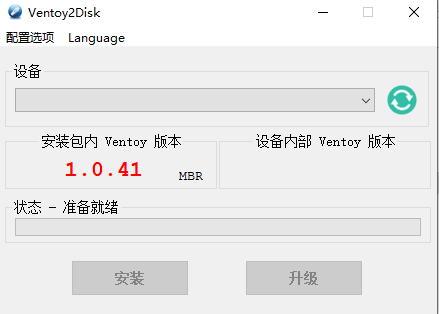 Ventoy2Disk
配置选项 Language
设备
安装包内 Ventoy 版本 设备内部 Ventoy 版本
1.0.41 MBR
状态 - 准备就绪
安装 升级